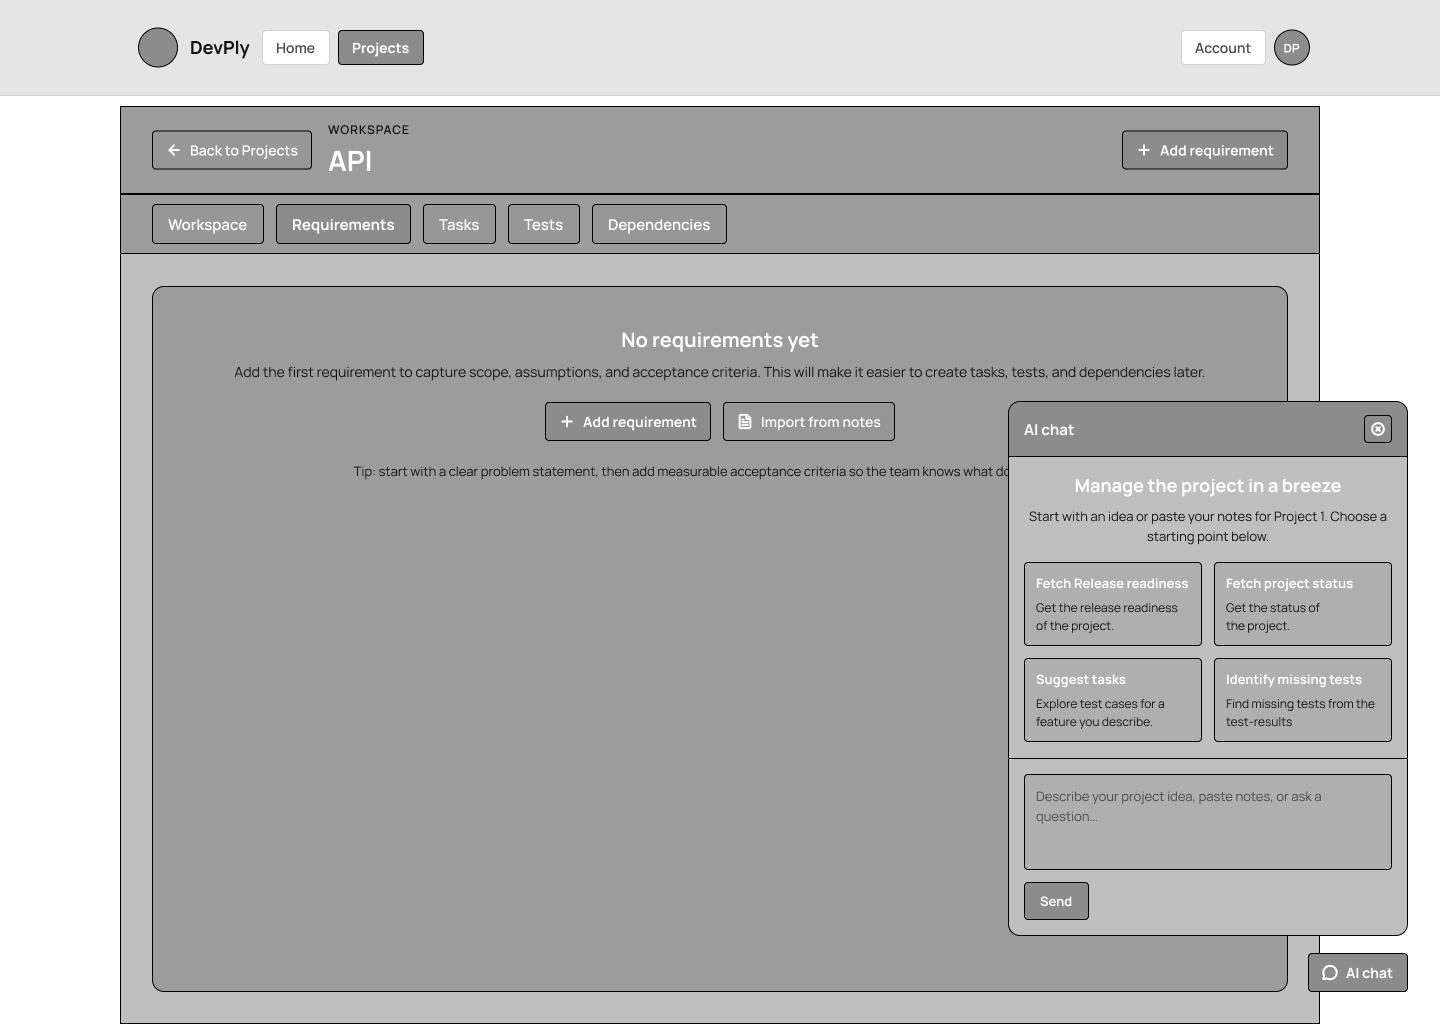 DevPly
Home
Projects
Account
DP
WORKSPACE
Back to Projects
API
Add requirement
Workspace
Requirements
Tasks
Tests
Dependencies
No requirements yet
Add the first requirement to capture scope, assumptions, and acceptance criteria. This will make it easier to create tasks, tests, and dependencies later.
Add requirement
Import from notes
Tip: start with a clear problem statement, then add measurable acceptance criteria so the team knows what
AI chat
Manage the project in a breeze
Start with an idea or paste your notes for Project 1. Choose a
starting point below.
Fetch Release readiness
Get the release readiness
of the project.
Fetch project status
Get the status of
the project.
Suggest tasks
Explore test cases for a
feature you describe.
Identify missing tests
Find missing tests from the
test-results
Describe your project idea, paste notes, or ask a
question...
Send
AI chat